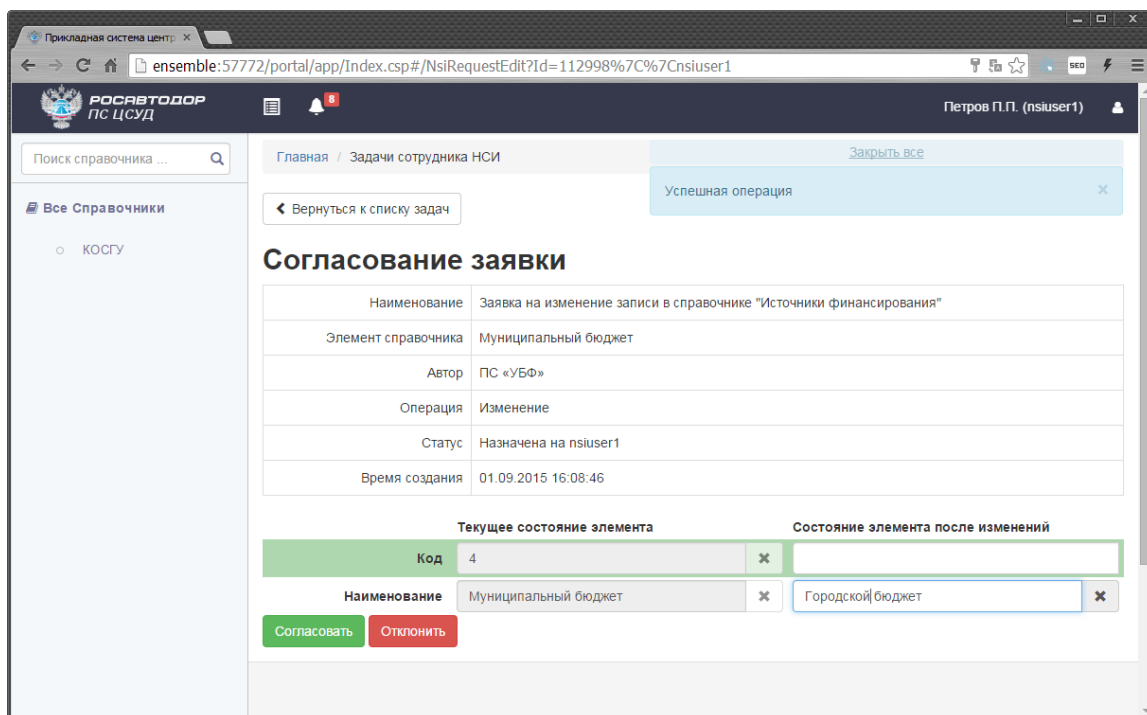 Прикладная система центр
ensemble:57772/portal/app/Index.csp#/NsiRequestEdit?Id=112998%7C%7Cnsiuser1
SEO
РОСАВТОДОР
ПС ЦСУД
8
Петров П.П. (nsiuser1)
Поиск справочника ...
Главная / Задачи сотрудника НСИ
Закрыть все
Успешная операция
Все Справочники
Вернуться к списку задач
КОСГУ
Согласование заявки
Наименование Заявка на изменение записи в справочнике "Источники финансирования"
Элемент справочника Муниципальный бюджет
Автор ПС «УБФ»
Операция Изменение
Статус Назначена на nsiuser1
Время создания 01.09.2015 16:08:46
Текущее состояние элемента Состояние элемента после изменений
Код 4
Наименование Муниципальный бюджет Городской бюджет
Согласовать Отклонить